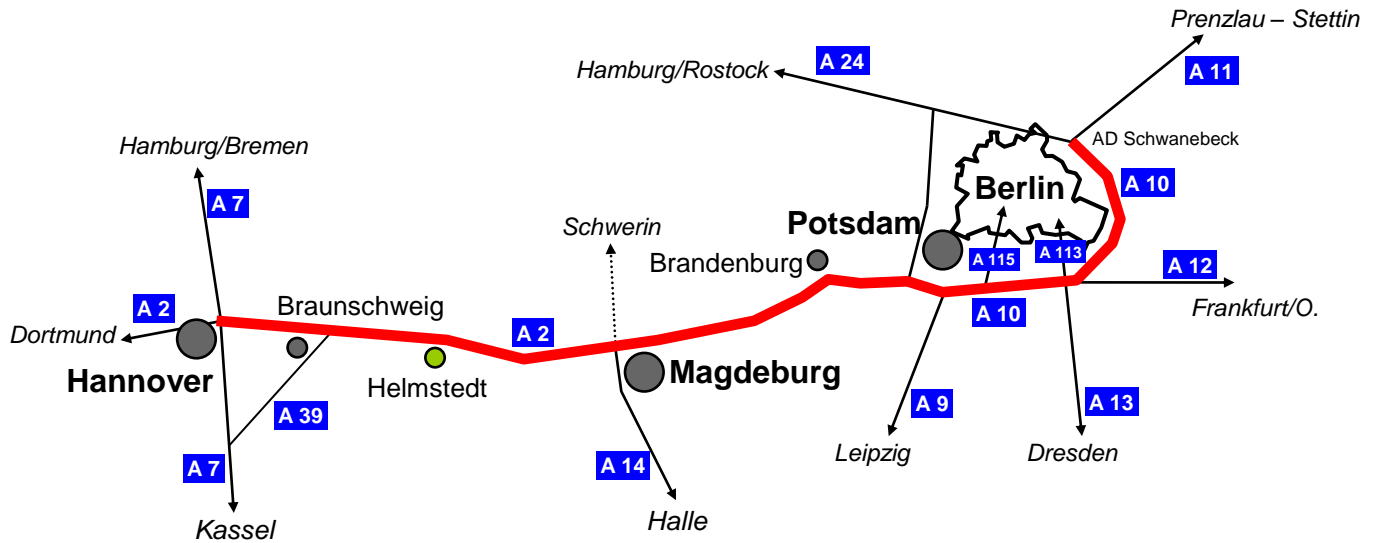 Prenzlau – Stettin
A 24
Hamburg/Rostock
A 11
AD Schwanebeck
Hamburg/Bremen
A 10
Berlin
A 7
Potsdam
Schwerin
A 115
A 113
Brandenburg
A 12
Frankfurt/O.
A 2
Braunschweig
A 10
Dortmund
A 2
Hannover
Helmstedt
Magdeburg
A 39
A 9
A 13
Leipzig
Dresden
A 7
A 14
Kassel
Halle